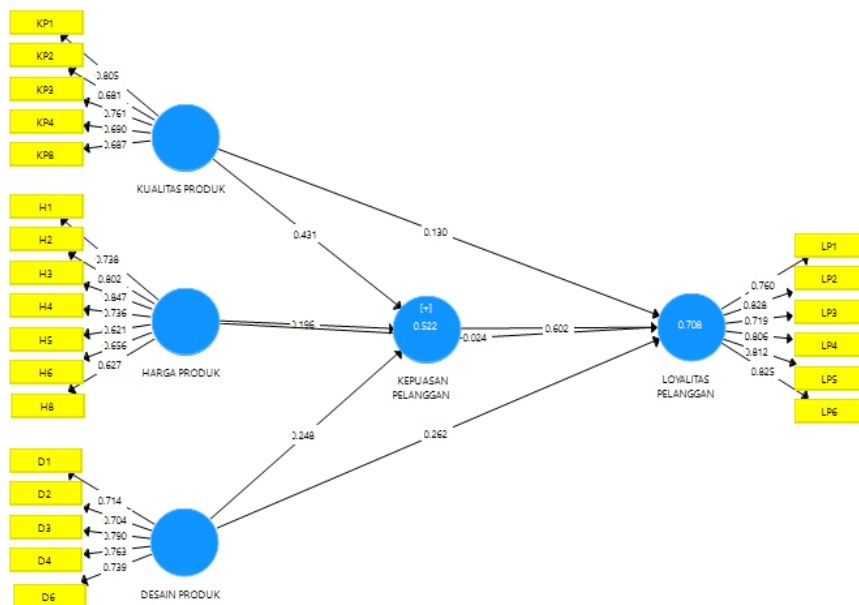 KP1
KP2
KP3
KP4
KP8
0.805
0.681
0.761
0.690
0.687
KUALITAS PRODUK
H1
H2
H3
H4
H5
H6
H8
0.738
0.802
0.847
0.736
0.621
0.656
0.627
HARGA PRODUK
D1
D2
D3
D4
D6
0.714
0.704
0.790
0.763
0.739
DESAIN PRODUK
0.431
0.130
0.196
0.248
0.262
[+]
0.522
KEPUASAN
PELANGGAN
0.602
-0.024
0.708
LOYALITAS
PELANGGAN
0.760
0.828
0.719
0.806
0.812
0.825
LP1
LP2
LP3
LP4
LP5
LP6